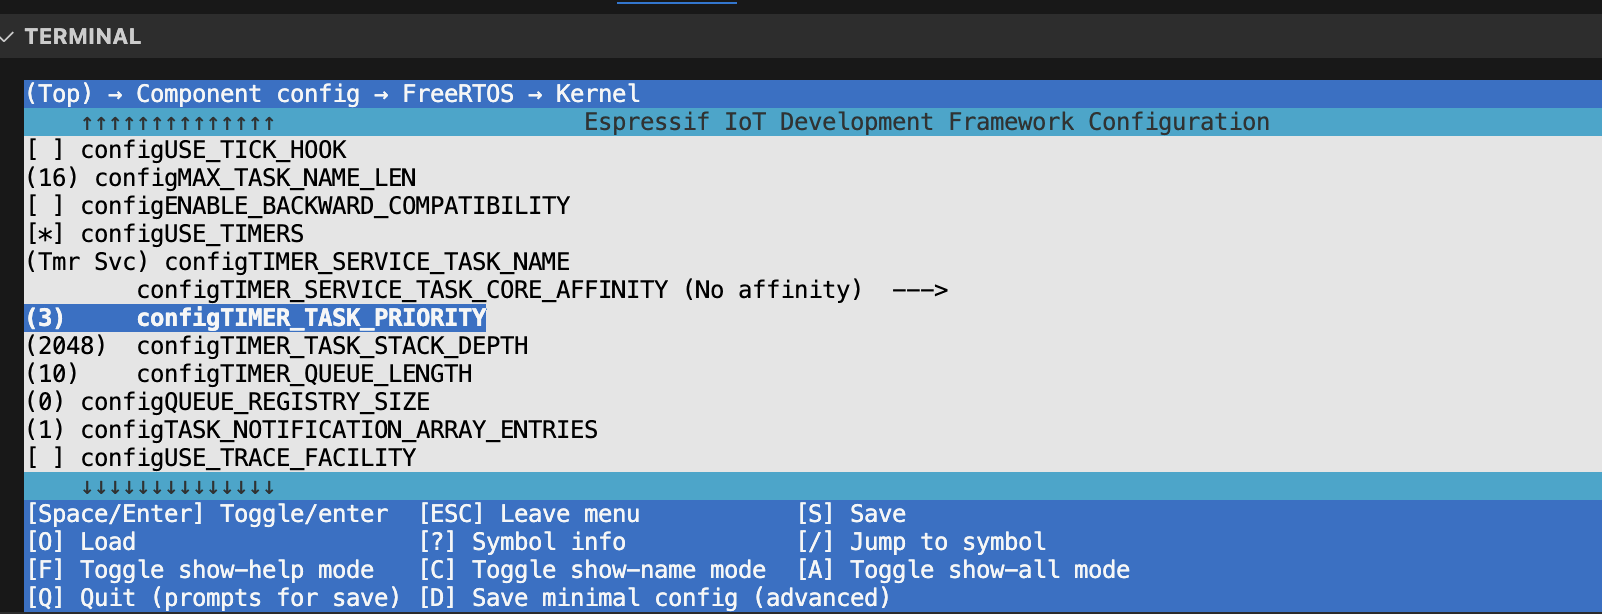 TERMINAL
(Top) → Component config → FreeRTOS → Kernel
↑↑↑↑↑↑↑↑↑↑↑↑↑↑ Espressif IoT Development Framework Configuration
[ ] configUSE_TICK_HOOK
(16) configMAX_TASK_NAME_LEN
[ ] configENABLE_BACKWARD_COMPATIBILITY
[*] configUSE_TIMERS
(Tmr Svc) configTIMER_SERVICE_TASK_NAME
configTIMER_SERVICE_TASK_CORE_AFFINITY (No affinity) --->
(3) configTIMER_TASK_PRIORITY
(2048) configTIMER_TASK_STACK_DEPTH
(10) configTIMER_QUEUE_LENGTH
(0) configQUEUE_REGISTRY_SIZE
(1) configTASK_NOTIFICATION_ARRAY_ENTRIES
[ ] configUSE_TRACE_FACILITY
↓↓↓↓↓↓↓↓↓↓↓↓↓↓
[Space/Enter] Toggle/enter [ESC] Leave menu [S] Save
[O] Load [?] Symbol info [/] Jump to symbol
[F] Toggle show-help mode [C] Toggle show-name mode [A] Toggle show-all mode
[Q] Quit (prompts for save) [D] Save minimal config (advanced)